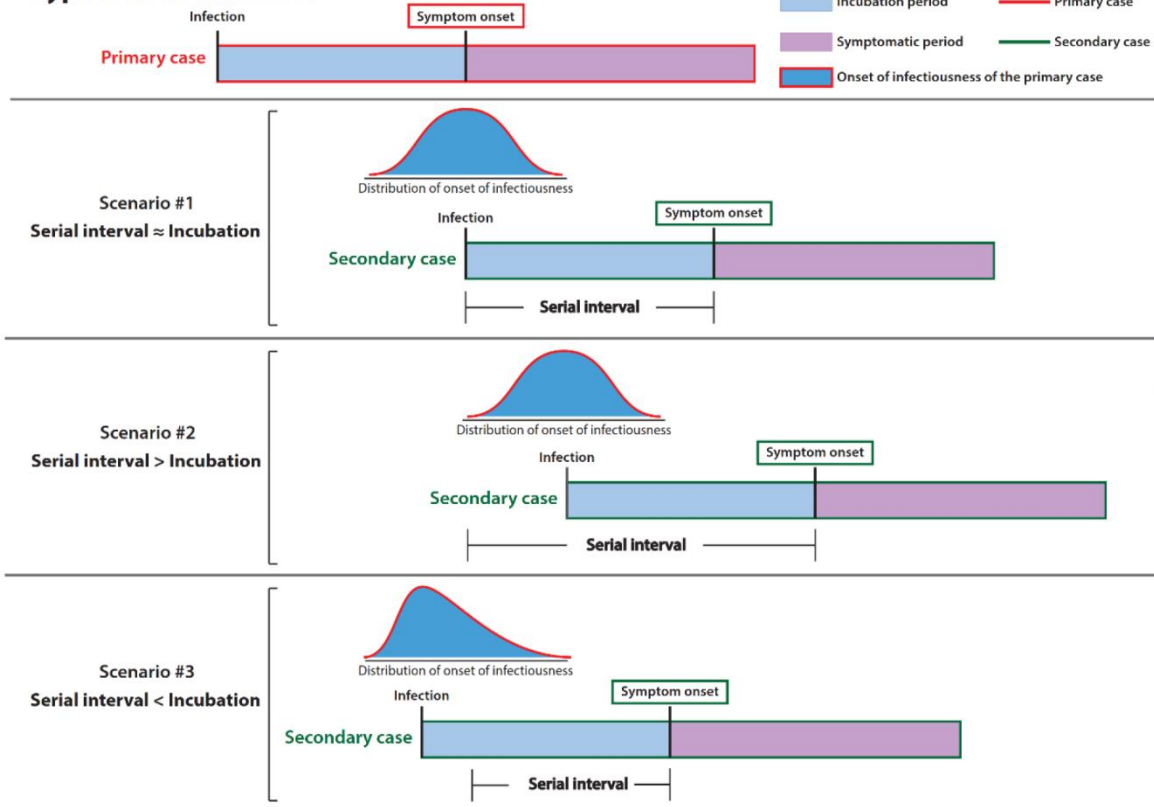 Infection
Symptom onset
Primary case
Incubation period
Primary case
Symptomatic period
Secondary case
Onset of infectiousness of the primary case
Distribution of onset of infectiousness
Scenario #1
Serial interval ≈ Incubation
Infection
Symptom onset
Secondary case
Serial interval
Distribution of onset of infectiousness
Scenario #2
Serial interval > Incubation
Infection
Symptom onset
Secondary case
Serial interval
Distribution of onset of infectiousness
Scenario #3
Serial interval < Incubation
Infection
Symptom onset
Secondary case
Serial interval